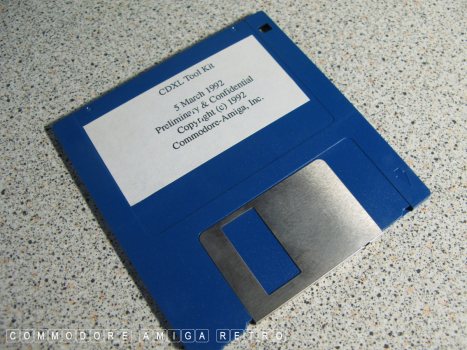 CDXL Tool Kit
5 March 1992
Preliminary & Confidential
Copyright (c) 1992
Commodore-Amiga, Inc.
COMMODORE AMIGA RETRO